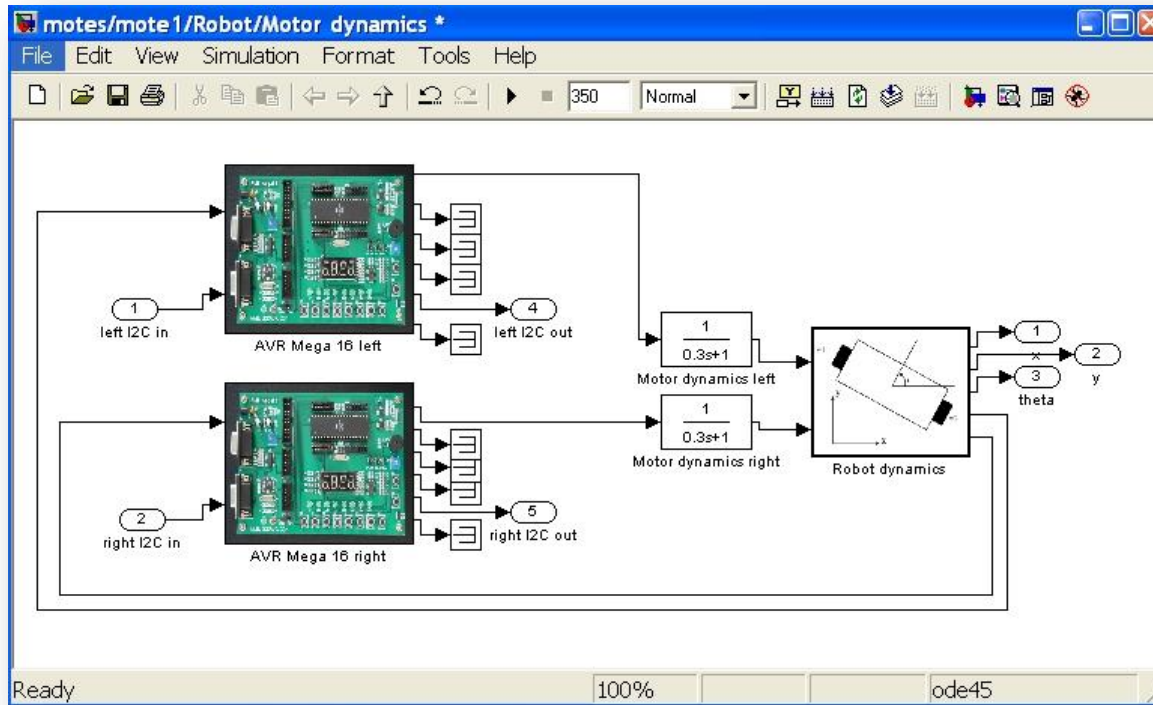 motes/mote1/Robot/Motor dynamics *
File Edit View Simulation Format Tools Help
350 Normal
1
left I2C in
AVR Mega 16 left
4
left I2C out
1
0.3s+1
Motor dynamics left
1
x
2
y
3
theta
2
right I2C in
AVR Mega 16 right
5
right I2C out
1
0.3s+1
Motor dynamics right
y
x
Robot dynamics
Ready 100% ode45